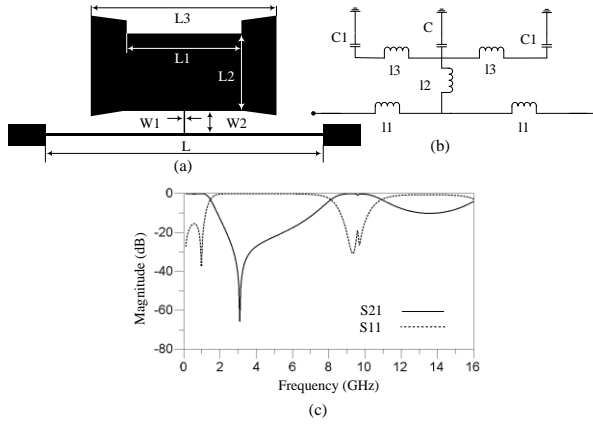 L3
L1
L2
W1
W2
L
(a)
C1
C
C1
l3
l3
l2
l1
l1
(b)
0
-20
-40
-60
-80
Magnitude (dB)
S21
S11
0 2 4 6 8 10 12 14 16
Frequency (GHz)
(c)